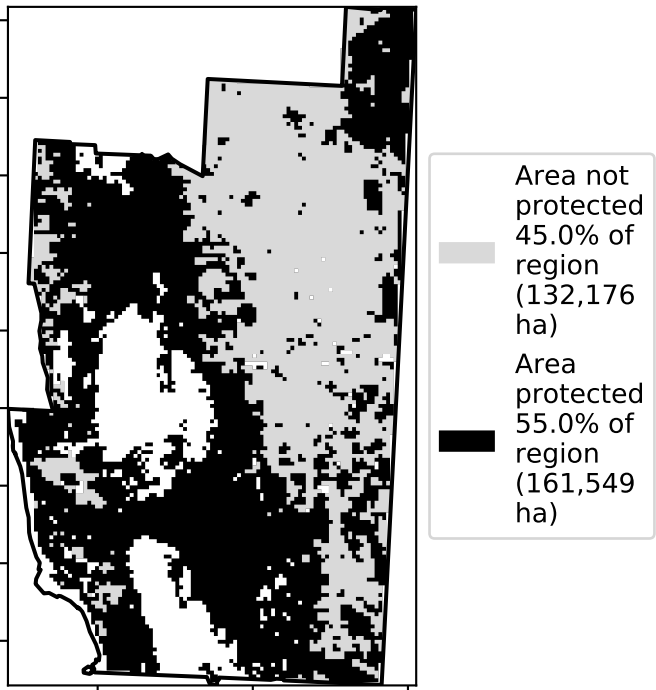 Area not
protected
45.0% of
region
(132,176
ha)
Area
protected
55.0% of
region
(161,549
ha)